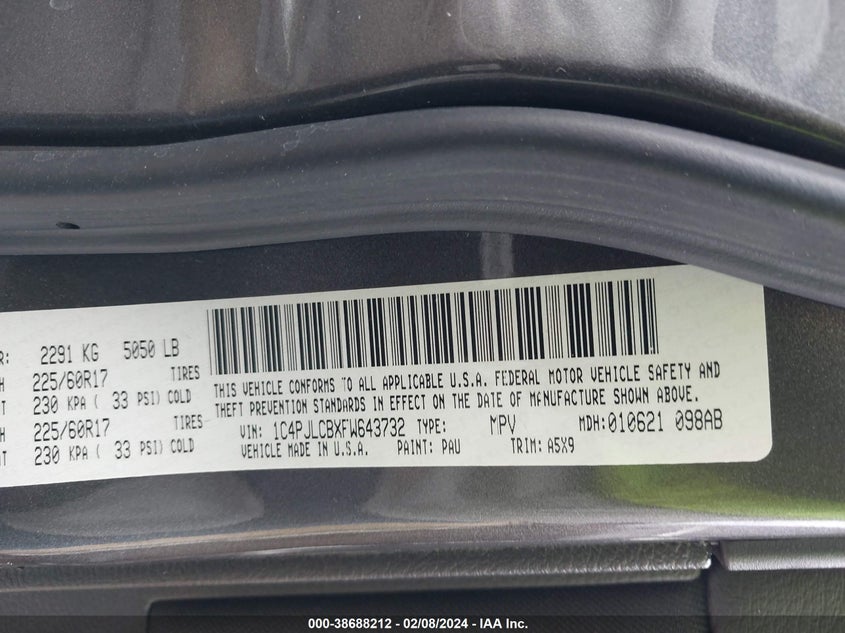 R: 2291 KG 5050 LB
H 225/60R17 TIRES
T 230 KPA ( 33 PSI) COLD
H 225/60R17 TIRES
NT 230 KPA ( 33 PSI) COLD
THIS VEHICLE CONFORMS TO ALL APPLICABLE U.S.A. FEDERAL MOTOR VEHICLE SAFETY AND
THEFT PREVENTION STANDARDS IN EFFECT ON THE DATE OF MANUFACTURE SHOWN ABOVE.
VIN: 1C4PJLCBXFW643732 TYPE: MPV MDH:010621 098AB
VEHICLE MADE IN U.S.A. PAINT: PAU TRIM: A5X9
000-38688212 - 02/08/2024 - IAA Inc.